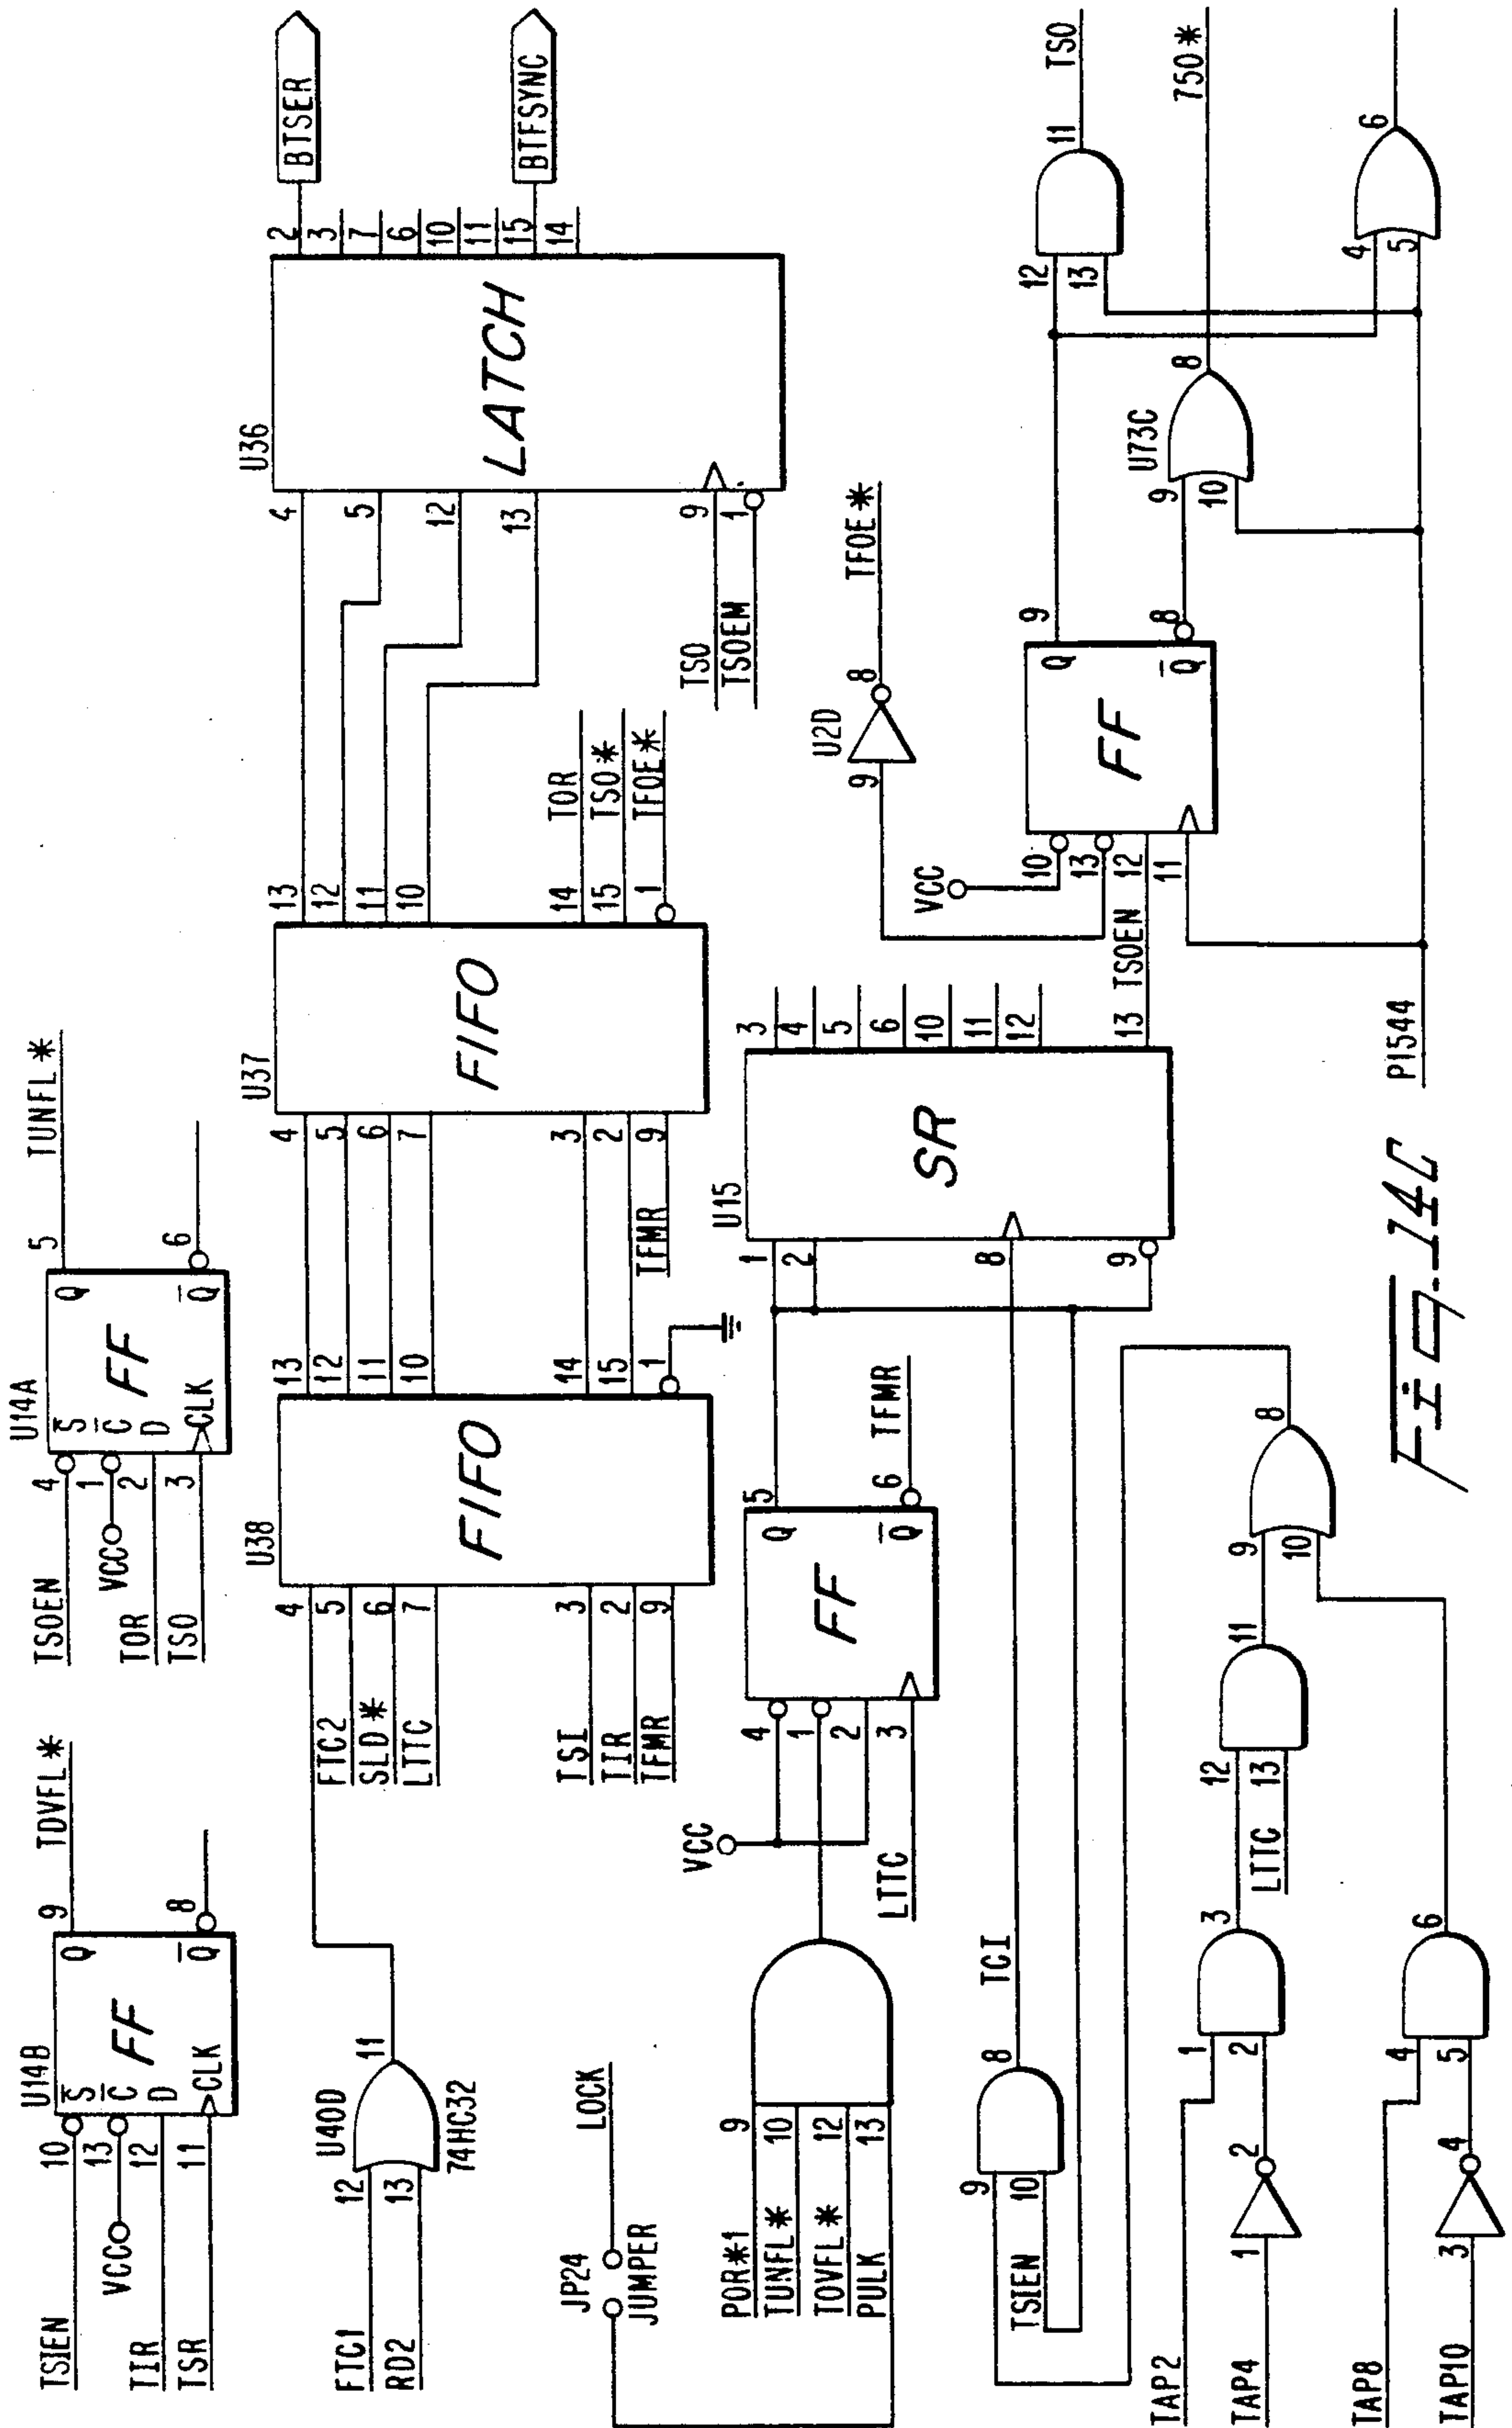 U14B
TSIEN 10 S̅ Q 9 TDVFL*
VCC 13 C̅
TIR 12 D FF
TSR 11 CLK Q̅ 8
U14A
TSOEN 4 S̅ Q 5 TUNFL*
VCC 1 C̅
TOR 2 D FF
TSO 3 CLK Q̅ 6
U40D
FTC1 12 11
RD2 13
74HC32
U38
4 13
FTC2 5 12
SLD* 6 11
LTTC 7 10
FIFO
TSI 3 14
TIR 2 15
TFMR 9 1
U37
4 13
5 12
6 11
7 10
FIFO
3 14 TOR
2 15 TSO*
TFMR 9 1 TFOE*
U36
4 2 BTSER
3
5 7
6
12 10
11
13 15 BTFSYNC
14
LATCH
TSO 9
TSOEM 1
JP24 LOCK
JUMPER
POR*1 9
TUNFL* 10
TOVFL* 12
PULK 13
VCC
4 Q 5
1
2 FF
LTTC 3 Q̅ 6 TFMR
U15
1 3
2 4
5
6
10
11
12
8 SR
9 13 TSOEN
9 8 TCI
TSIEN 10
U2D
9 8 TFOE*
VCC
10 Q 9
13
12 FF
11 Q̅ 8
U73C
9 8 750*
10
12 11 TSO
13
4 6
5
P1544
TAP2 1 3
TAP4 1 2 2
12 11
LTTC 13
9 8
10
TAP8 4 6
TAP10 3 4 5
Fig. 14C